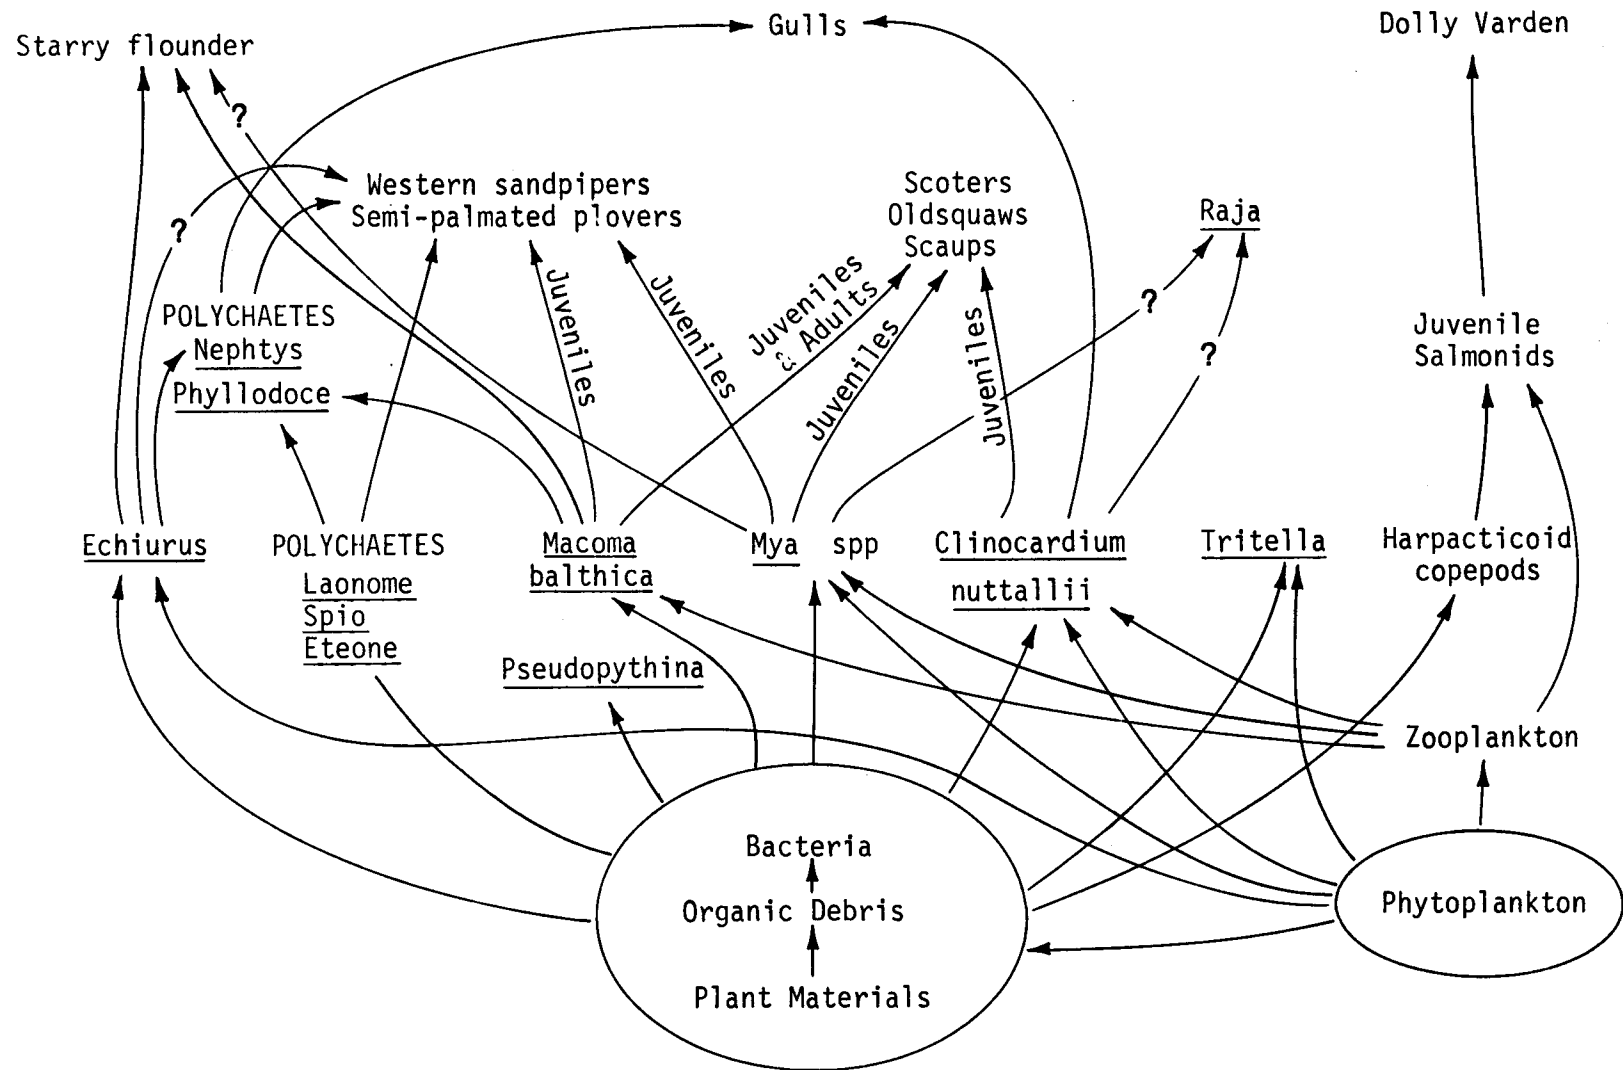 Gulls
Dolly Varden
Starry flounder
?
Western sandpipers
Semi-palmated plovers
Scoters
Oldsquaws
Scaups
Raja
?
Juveniles
Juveniles
Juveniles
& Adults
Juveniles
Juveniles
?
?
POLYCHAETES
Nephtys
Phyllodoce
Juvenile
Salmonids
Echiurus
POLYCHAETES
Laonome
Spio
Eteone
Macoma
balthica
Mya spp
Clinocardium
nuttallii
Tritella
Harpacticoid
copepods
Pseudopythina
Zooplankton
Bacteria
Organic Debris
Plant Materials
Phytoplankton